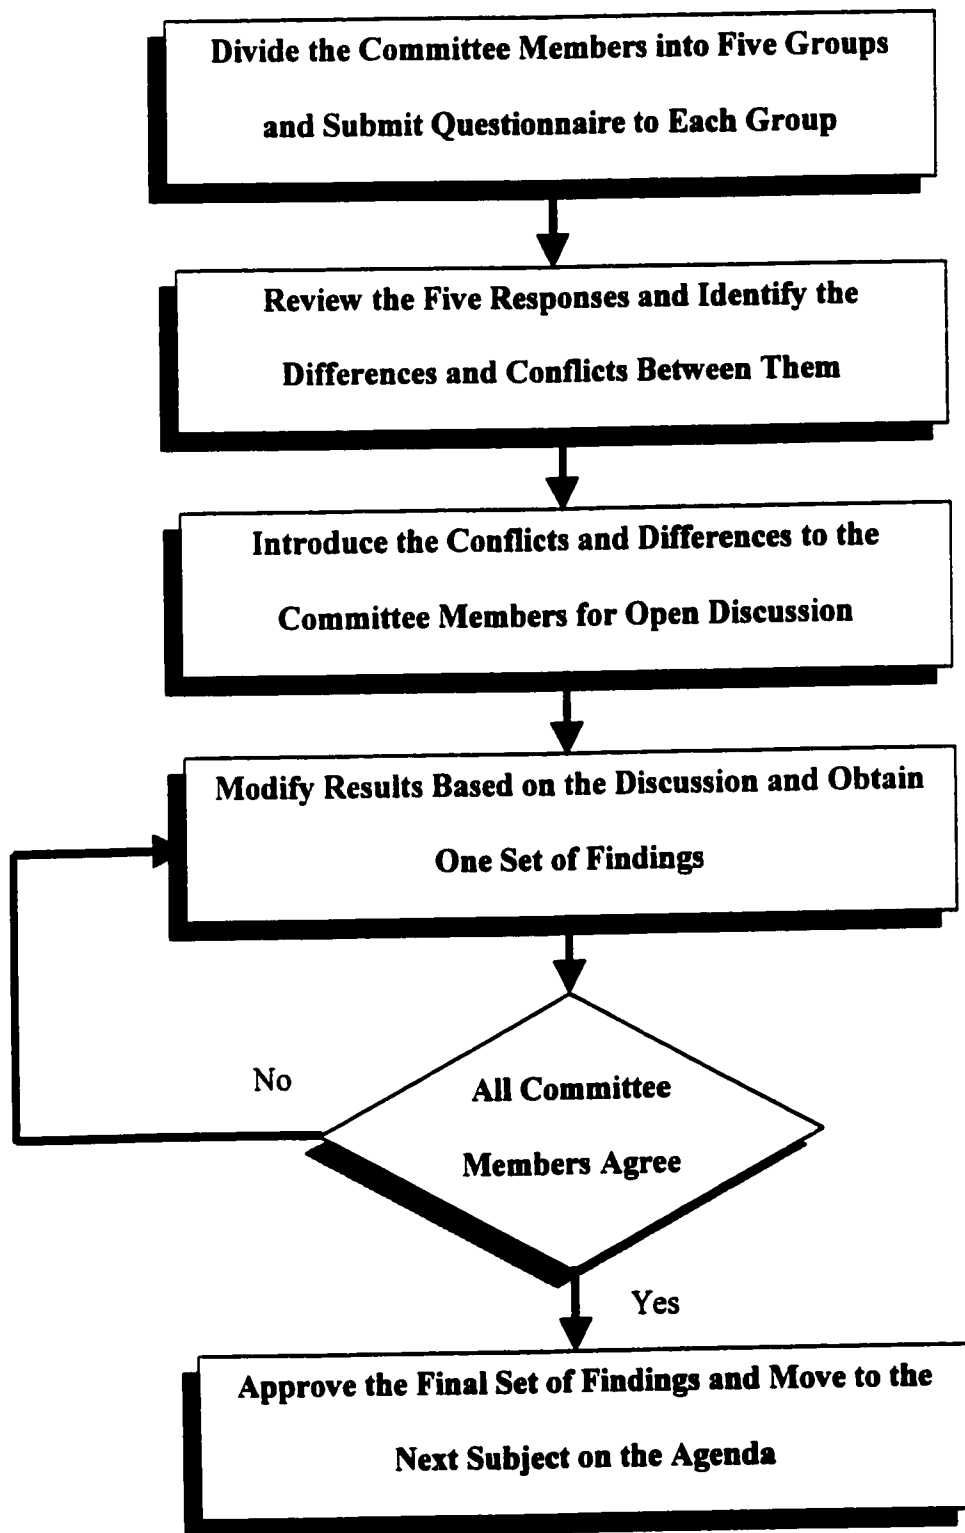 Divide the Committee Members into Five Groups
and Submit Questionnaire to Each Group
Review the Five Responses and Identify the
Differences and Conflicts Between Them
Introduce the Conflicts and Differences to the
Committee Members for Open Discussion
Modify Results Based on the Discussion and Obtain
One Set of Findings
No
All Committee
Members Agree
Yes
Approve the Final Set of Findings and Move to the
Next Subject on the Agenda